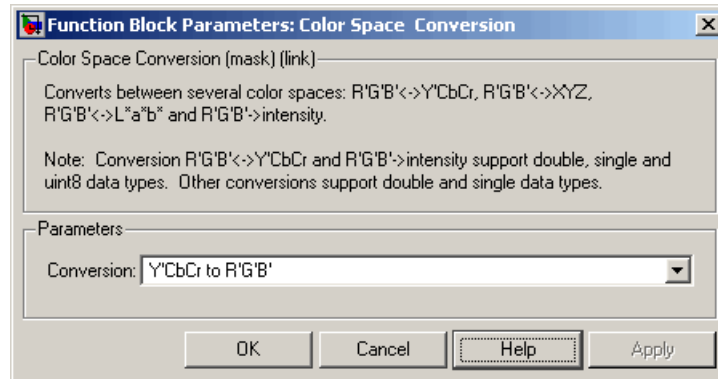 Function Block Parameters: Color Space  Conversion
Color Space Conversion (mask) (link)
Converts between several color spaces: R'G'B'<->Y'CbCr, R'G'B'<->XYZ,
R'G'B'<->L*a*b* and R'G'B'->intensity.
Note:  Conversion R'G'B'<->Y'CbCr and R'G'B'->intensity support double, single and
uint8 data types.  Other conversions support double and single data types.
Parameters
Conversion: Y'CbCr to R'G'B'
OK Cancel Help Apply